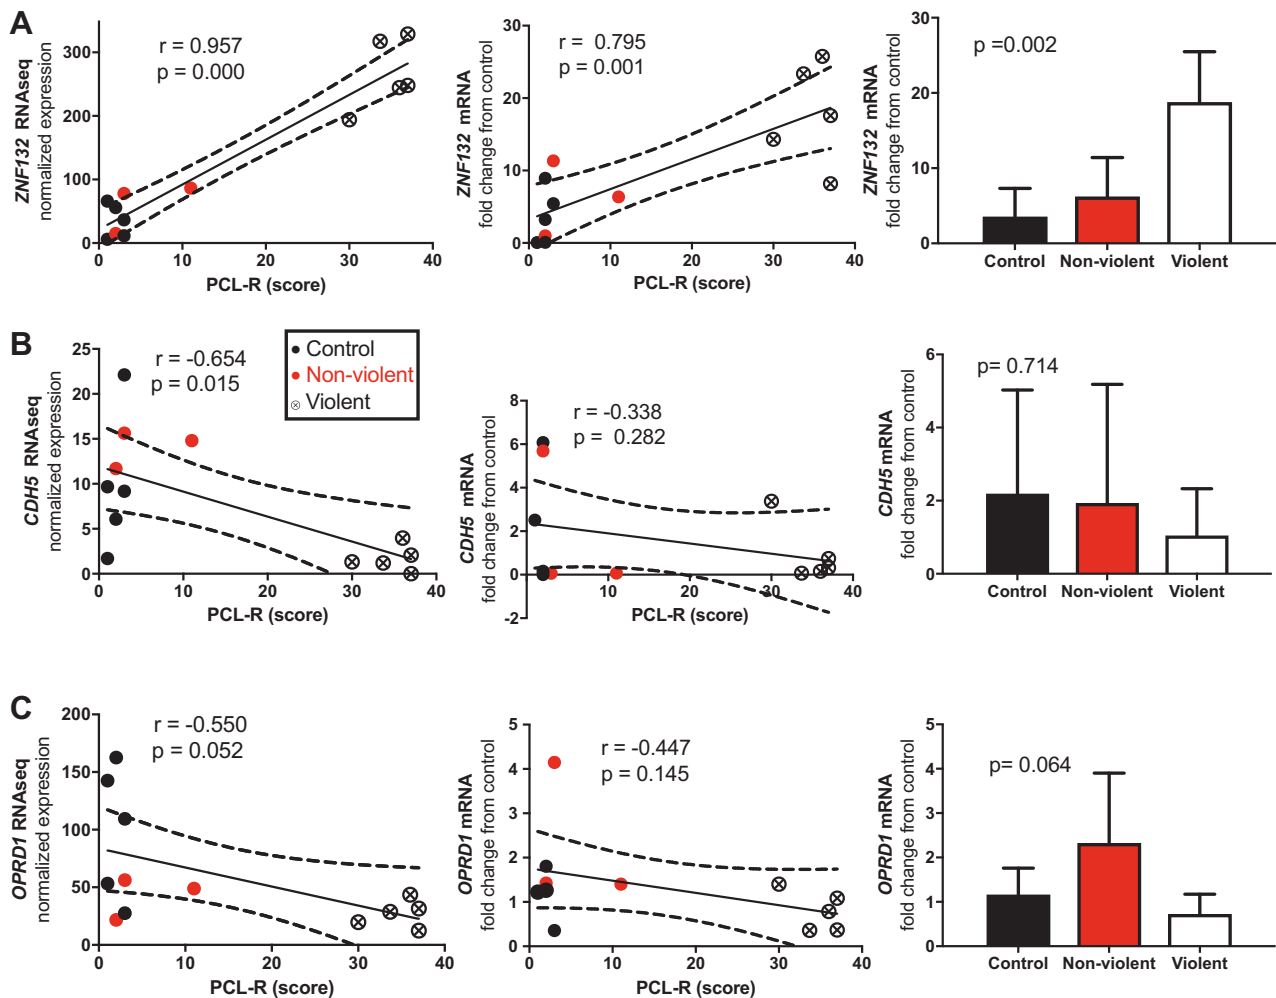 A
ZNF132 RNAseq
normalized expression
300
200
100
0
0
10
20
30
40
r = 0.957
p = 0.000
PCL-R (score)
ZNF132 mRNA
fold change from control
30
20
10
0
0
10
20
30
40
r = 0.795
p = 0.001
PCL-R (score)
ZNF132 mRNA
fold change from control
30
20
10
0
p =0.002
Control
Non-violent
Violent
B
CDH5 RNAseq
normalized expression
25
20
15
10
5
0
0
10
20
30
40
r = -0.654
p = 0.015
PCL-R (score)
Control
Non-violent
Violent
CDH5 mRNA
fold change from control
8
6
4
2
0
-2
10
20
30
40
r = -0.338
p = 0.282
PCL-R (score)
CDH5 mRNA
fold change from control
6
4
2
0
p= 0.714
Control
Non-violent
Violent
C
OPRD1 RNAseq
normalized expression
200
150
100
50
0
0
10
20
30
40
r = -0.550
p = 0.052
PCL-R (score)
OPRD1 mRNA
fold change from control
5
4
3
2
1
0
0
10
20
30
40
r = -0.447
p = 0.145
PCL-R (score)
OPRD1 mRNA
fold change from control
5
4
3
2
1
0
p= 0.064
Control
Non-violent
Violent